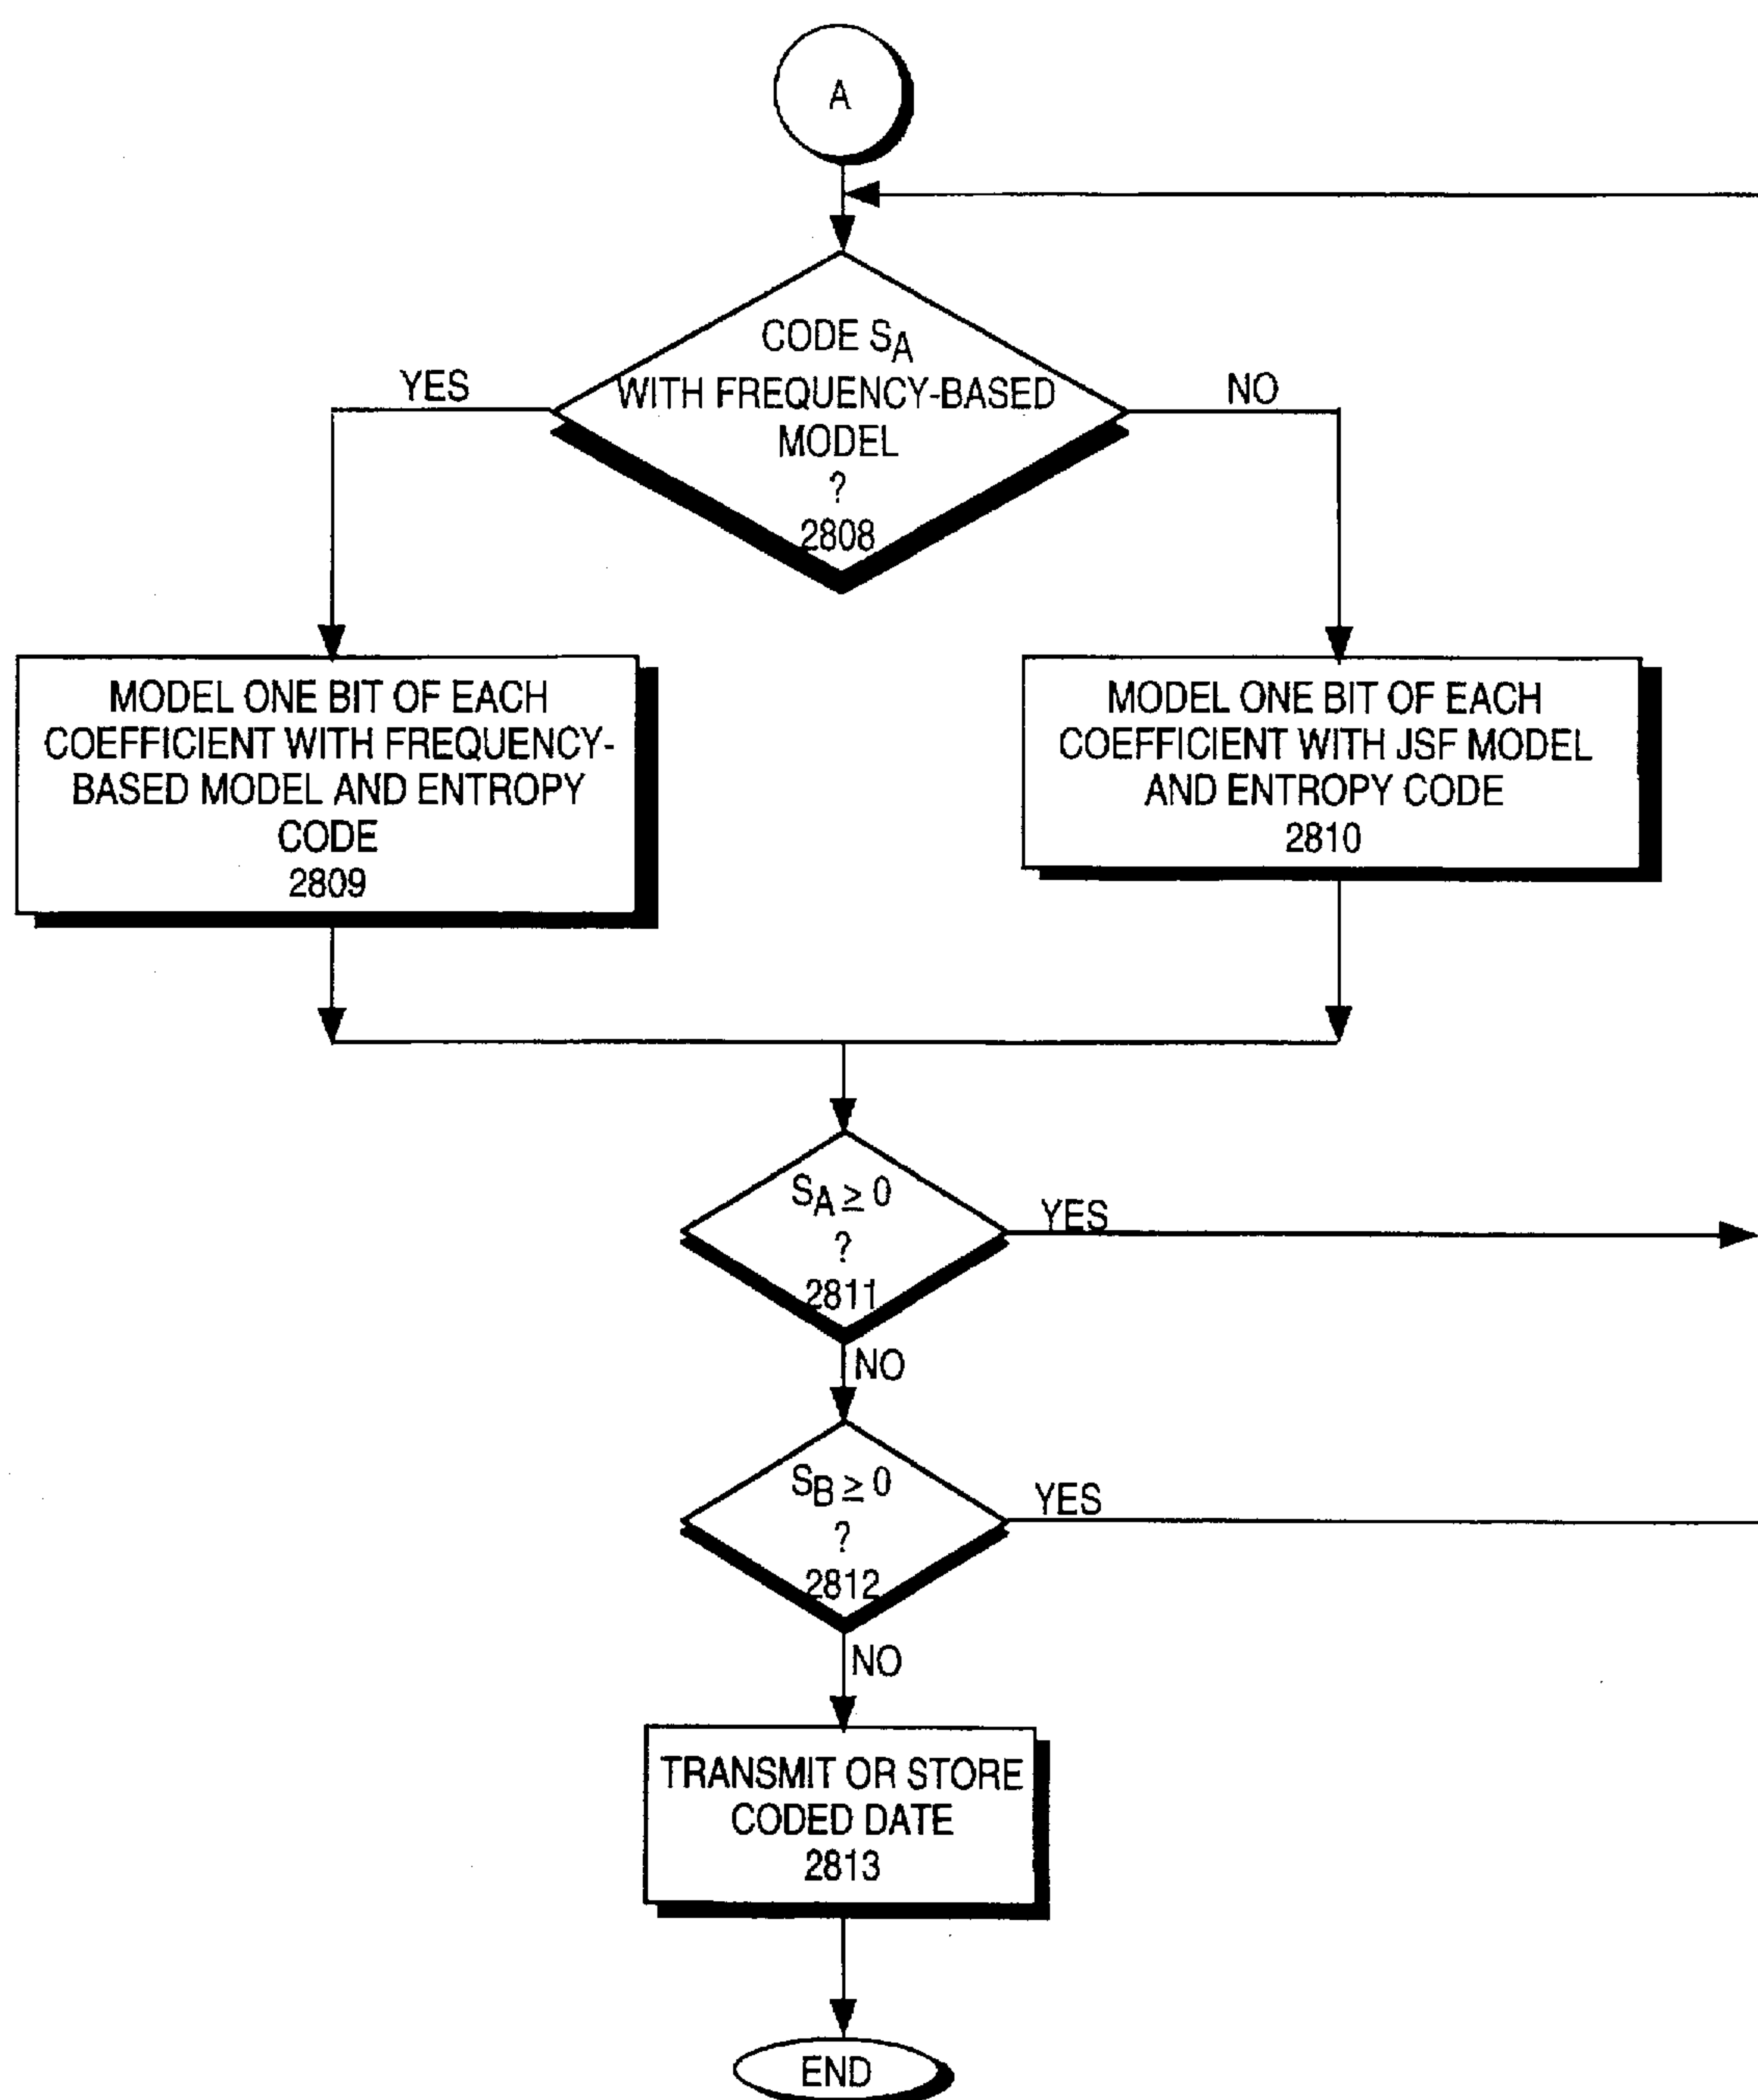 A
CODE SA
WITH FREQUENCY-BASED
MODEL
?
2808
YES
NO
MODEL ONE BIT OF EACH
COEFFICIENT WITH FREQUENCY-
BASED MODEL AND ENTROPY
CODE
2809
MODEL ONE BIT OF EACH
COEFFICIENT WITH JSF MODEL
AND ENTROPY CODE
2810
SA ≥ 0
?
2811
YES
NO
SB ≥ 0
?
2812
YES
NO
TRANSMIT OR STORE
CODED DATE
2813
END